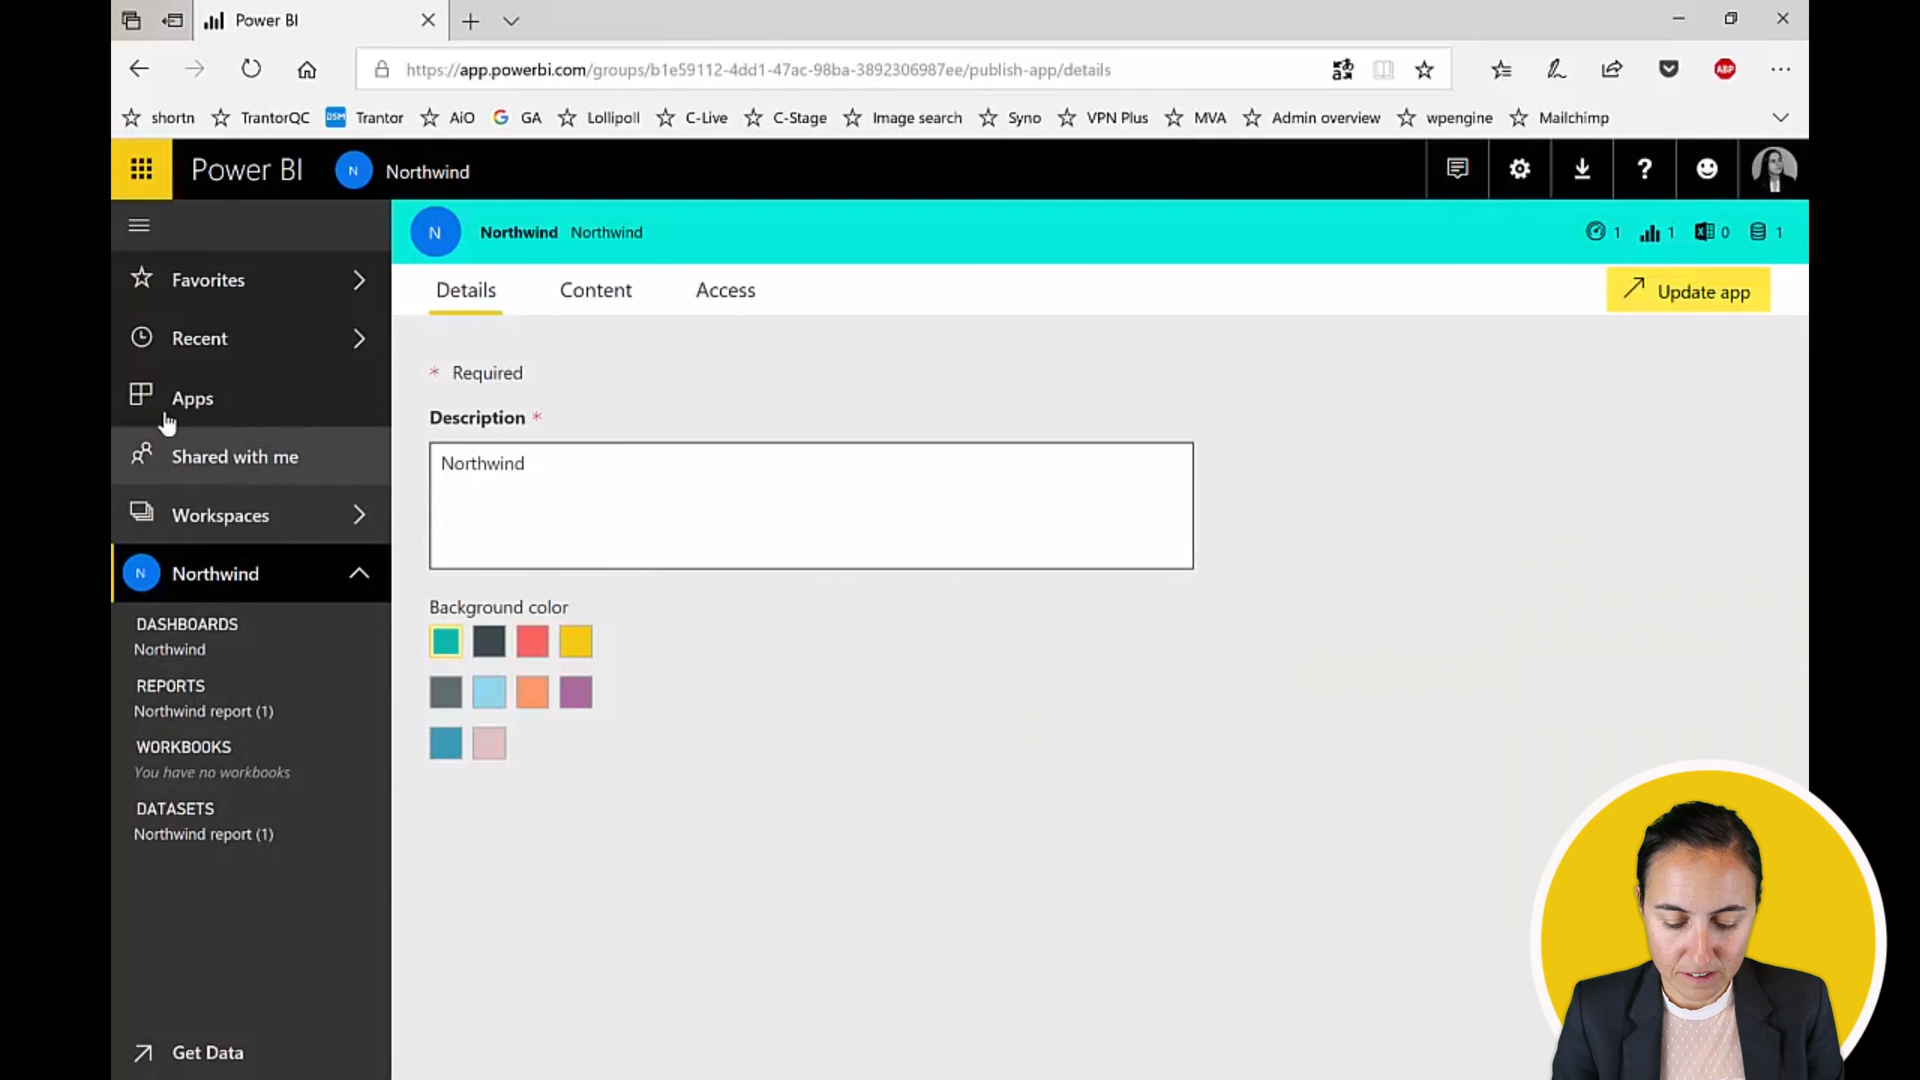 Power BI
https://app.powerbi.com/groups/b1e59112-4dd1-47ac-98ba-3892306987ee/publish-app/details
shortn TrantorQC DSM Trantor AiO G GA Lollipoll C-Live C-Stage Image search Syno VPN Plus MVA Admin overview wpengine Mailchimp
ABP
Power BI N Northwind
N Northwind Northwind 1 1 0 1
Favorites
Recent
Apps
Shared with me
Workspaces
N Northwind
DASHBOARDS
Northwind
REPORTS
Northwind report (1)
WORKBOOKS
You have no workbooks
DATASETS
Northwind report (1)
Get Data
Details Content Access Update app
* Required
Description *
Northwind
Background color